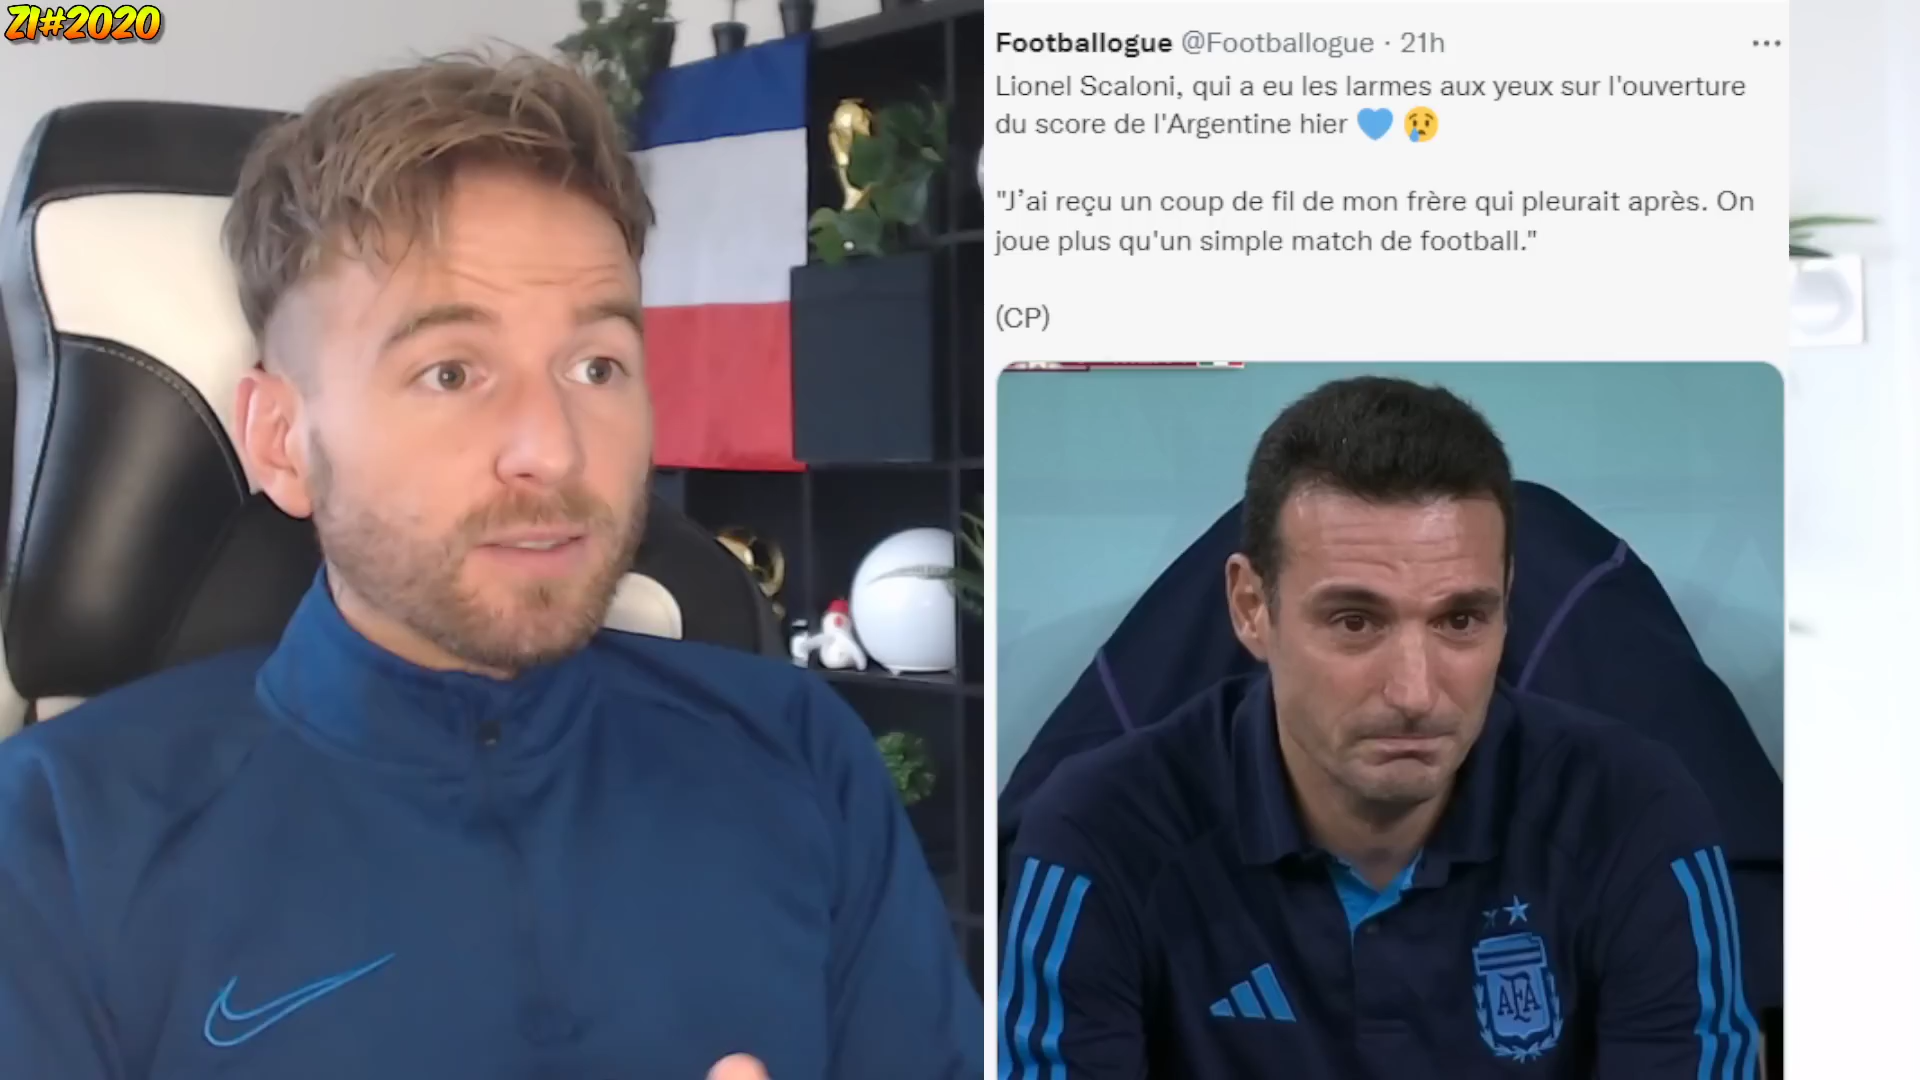 ZI#2020
Footballogue @Footballogue · 21h
Lionel Scaloni, qui a eu les larmes aux yeux sur l'ouverture
du score de l'Argentine hier 💙 😢
"J’ai reçu un coup de fil de mon frère qui pleurait après. On
joue plus qu'un simple match de football."
(CP)
AFA